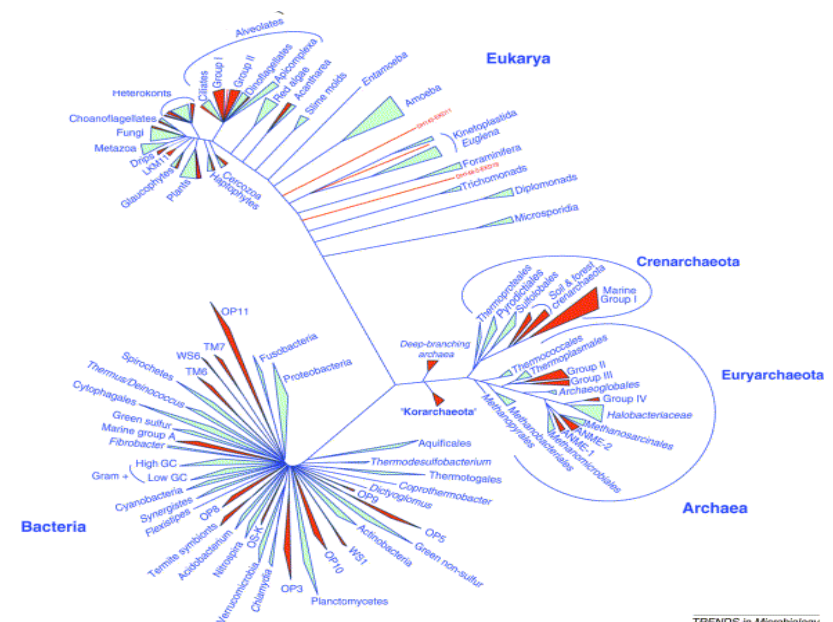 Alveolates
Eukarya
Ciliates
Group I
Group II
Dinoflagellates
Apicomplexa
Red algae
Acantharea
Slime molds
Entamoeba
Amoeba
Heterokonts
Choanoflagellates
Fungi
Metazoa
Drips
LKM11
Glaucophytes
Plants
Haptophytes
Cercozoa
Kinetoplastida
Euglena
Foraminifera
Trichomonads
Diplomonads
Microsporidia
Crenarchaeota
Thermoproteales
Pyrodictiales
Sulfolobales
Soil & forest
crenarchaeota
Marine
Group I
Deep-branching
archaea
"Korarchaeota"
Euryarchaeota
Thermococcales
Thermoplasmales
Group II
Group III
Archaeoglobales
Group IV
Halobacteriaceae
Methanosarcinales
ANME-2
ANME-1
Methanomicrobiales
Methanobacteriales
Methanopyrales
Archaea
OP11
TM7
WS6
TM6
Fusobacteria
Proteobacteria
Spirochetes
Thermus/Deinococcus
Cytophagales
Green sulfur
Marine group A
Fibrobacter
High GC
Gram +
Low GC
Cyanobacteria
Synergistes
Flexistipes
OP8
Termite symbionts
Acidobacterium
Nitrospira
OS-K
Verrucomicrobia
Chlamydia
OP3
Planctomycetes
OP10
WS1
Actinobacteria
Green non-sulfur
OP5
OP9
Dictyoglomus
Coprothermobacter
Thermotogales
Thermodesulfobacterium
Aquificales
Bacteria
TRENDS in Microbiology